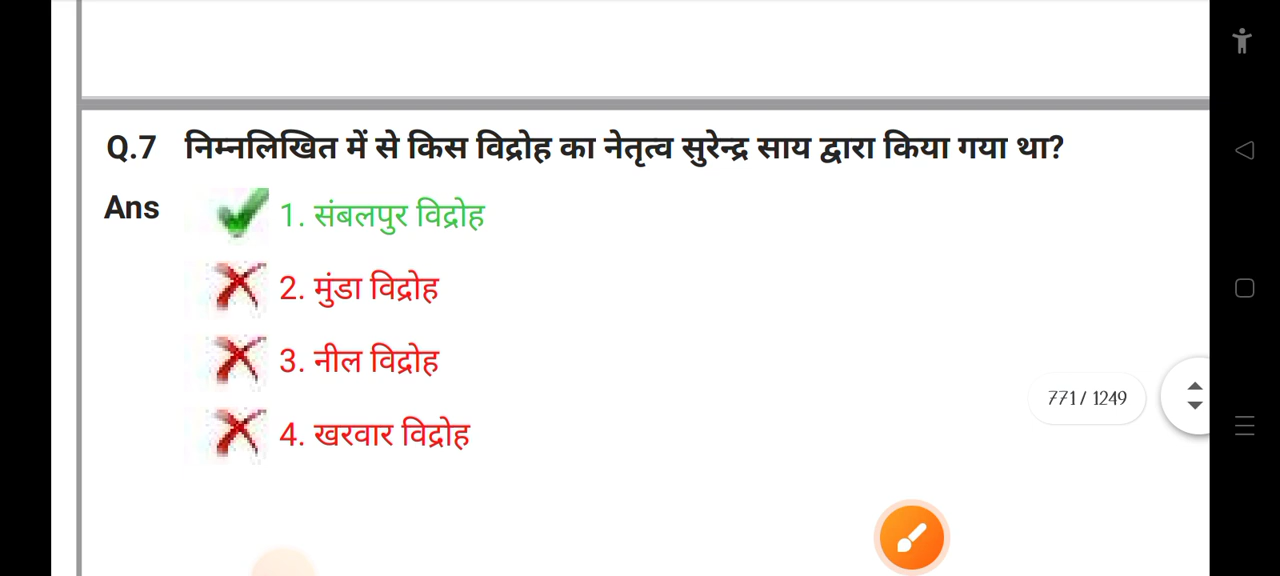 Q.7 निम्नलिखित में से किस विद्रोह का नेतृत्व सुरेन्द्र साय द्वारा किया गया था?
Ans 1. संबलपुर विद्रोह
2. मुंडा विद्रोह
3. नील विद्रोह
4. खरवार विद्रोह
771 / 1249